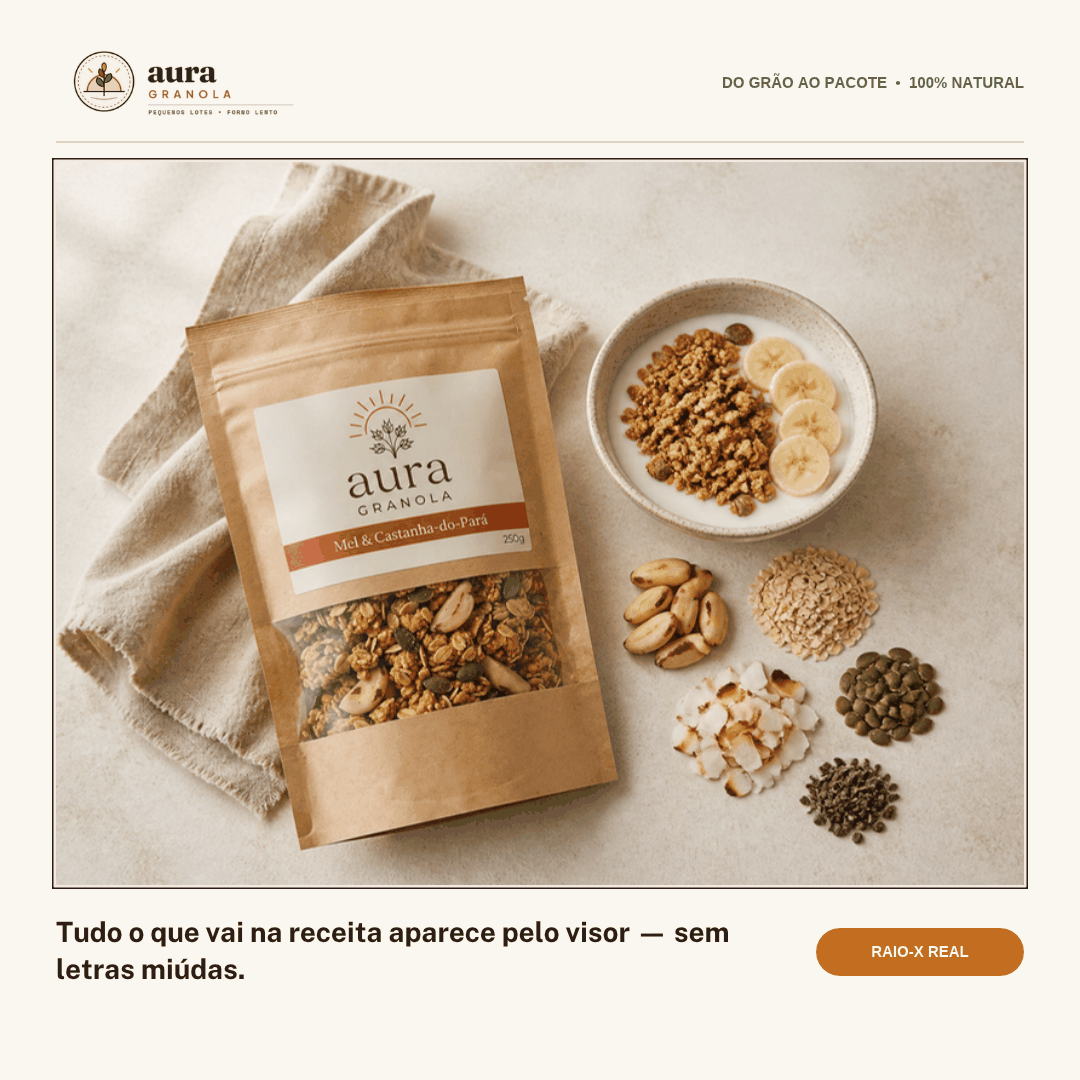 aura
GRANOLA
PEQUENOS LOTES • FORNO LENTO
DO GRÃO AO PACOTE • 100% NATURAL
aura
GRANOLA
Mel & Castanha-do-Pará
250g
Tudo o que vai na receita aparece pelo visor — sem
letras miúdas.
RAIO-X REAL